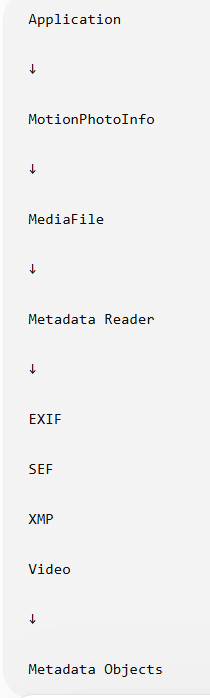 Application
↓
MotionPhotoInfo
↓
MediaFile
↓
Metadata Reader
↓
EXIF
SEF
XMP
Video
↓
Metadata Objects